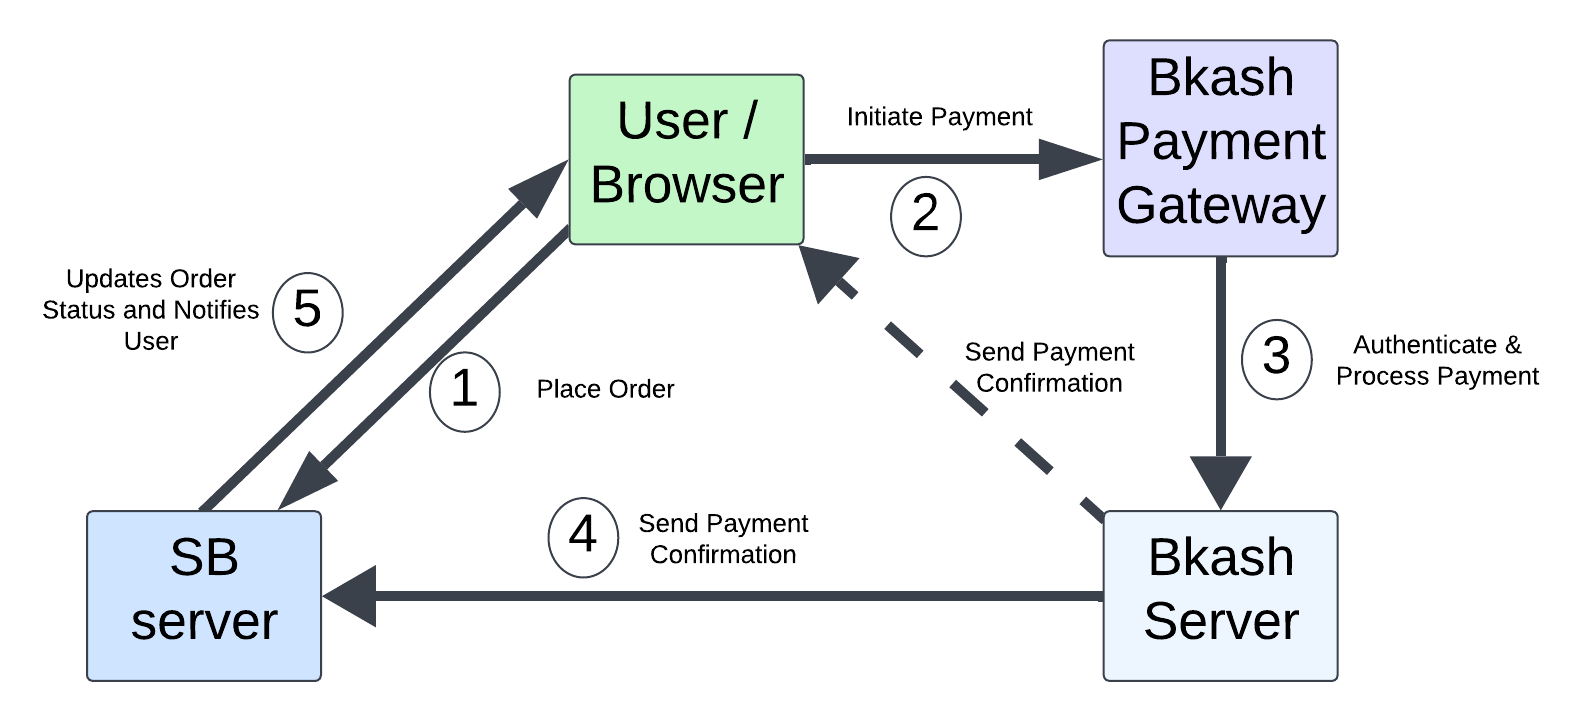 User /
Browser
Initiate Payment
2
Bkash
Payment
Gateway
Updates Order
Status and Notifies
User
5
1
Place Order
Send Payment
Confirmation
3
Authenticate &
Process Payment
SB
server
4
Send Payment
Confirmation
Bkash
Server